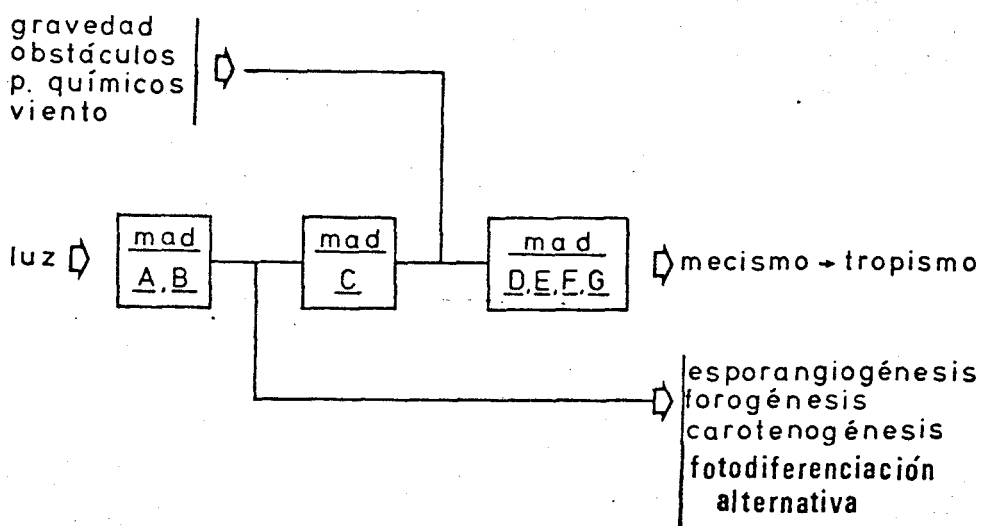 gravedad
obstáculos
p. químicos
viento
luz
mad
A,B
mad
C
mad
D,E,F,G
mecismo → tropismo
esporangiogénesis
forogénesis
carotenogénesis
fotodiferenciación
alternativa